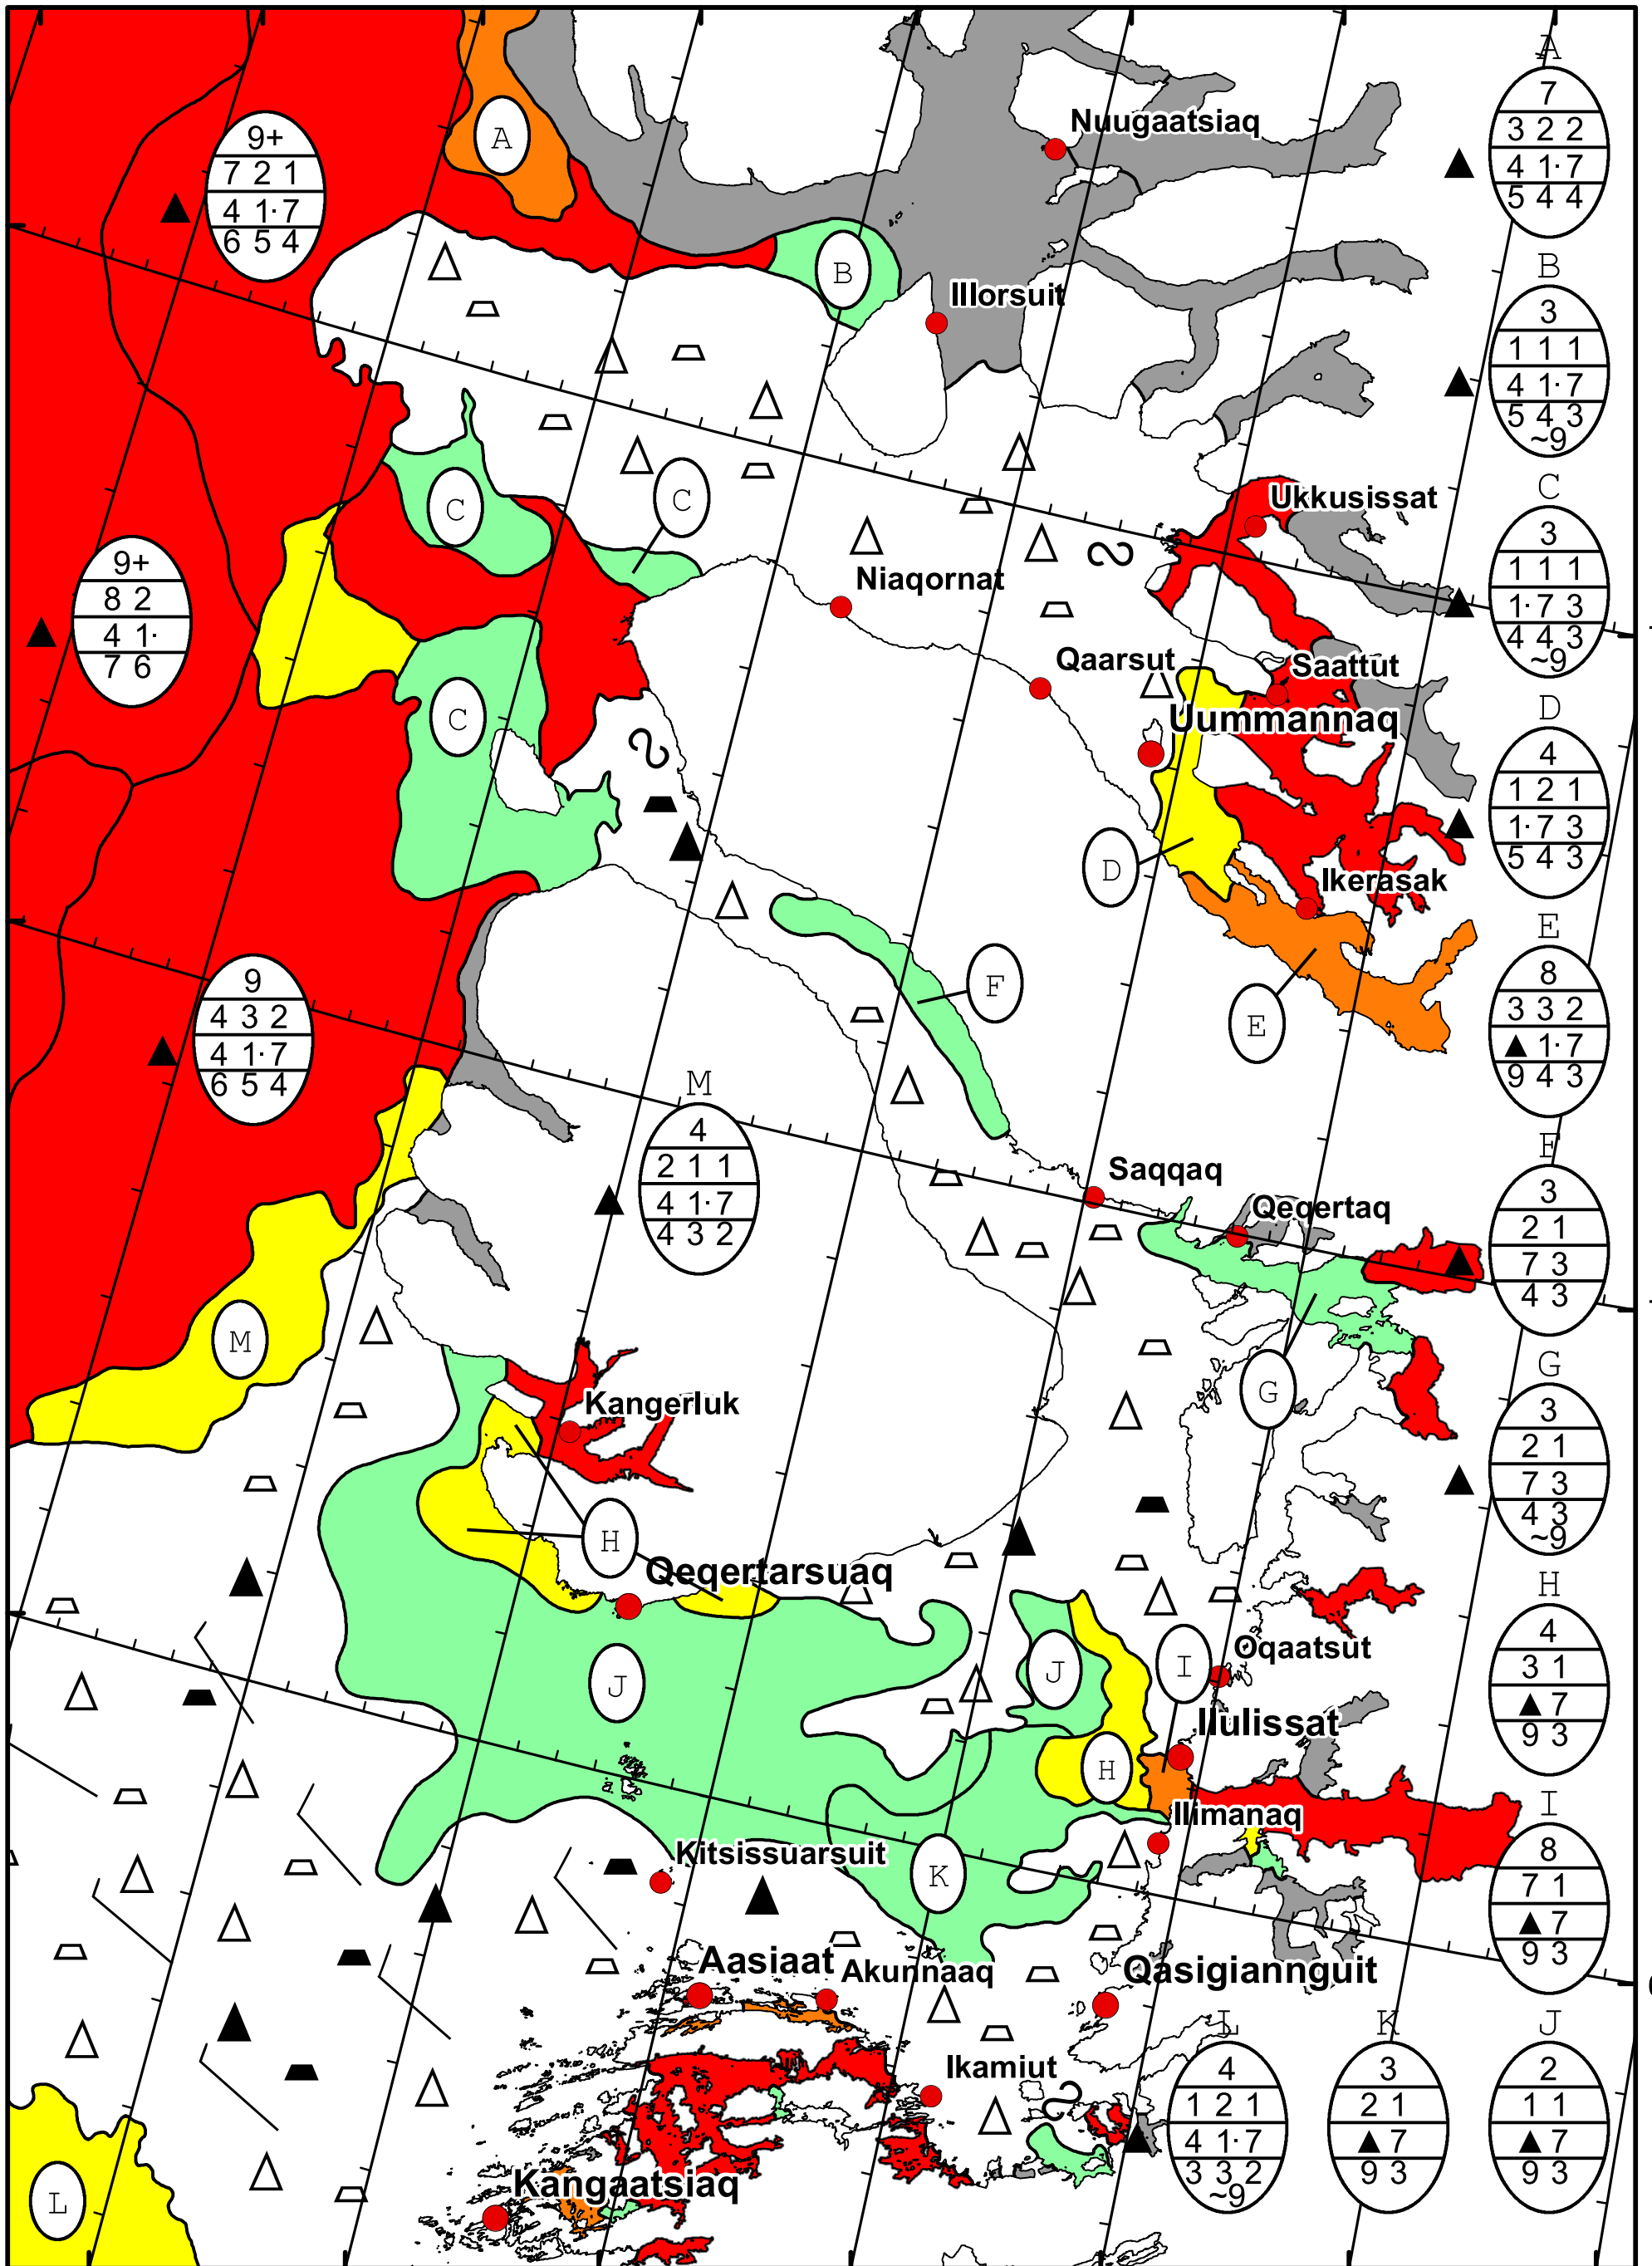 A
7
3 2 2
4 1· 7
5 4 4
9+
7 2 1
4 1· 7
6 5 4
A
Nuugaatsiaq
B
B
3
1 1 1
4 1· 7
5 4 3
~9
Illorsuit
C
C
C
3
1 1 1
1· 7 3
4 4 3
~9
Ukkusissat
9+
8 2
4 1·
7 6
Niaqornat
Qaarsut
Saattut
Uummannaq
C
D
4
1 2 1
1· 7 3
5 4 3
D
Ikerasak
E
8
3 3 2
▲ 1· 7
9 4 3
F
E
9
4 3 2
4 1· 7
6 5 4
M
4
2 1 1
4 1· 7
4 3 2
F
3
2 1
7 3
4 3
Saqqaq
Qeqertaq
M
G
G
3
2 1
7 3
4 3
~9
Kangerluk
H
Qeqertarsuaq
H
4
3 1
▲ 7
9 3
J
J
I
Oqaatsut
Ilulissat
H
Ilimanaq
I
8
7 1
▲ 7
9 3
Kitsissuarsuit
K
Aasiaat
Akunnaaq
Qasigiannguit
Ikamiut
L
4
1 2 1
4 1· 7
3 3 2
~9
K
3
2 1
▲ 7
9 3
J
2
1 1
▲ 7
9 3
L
Kangaatsiaq